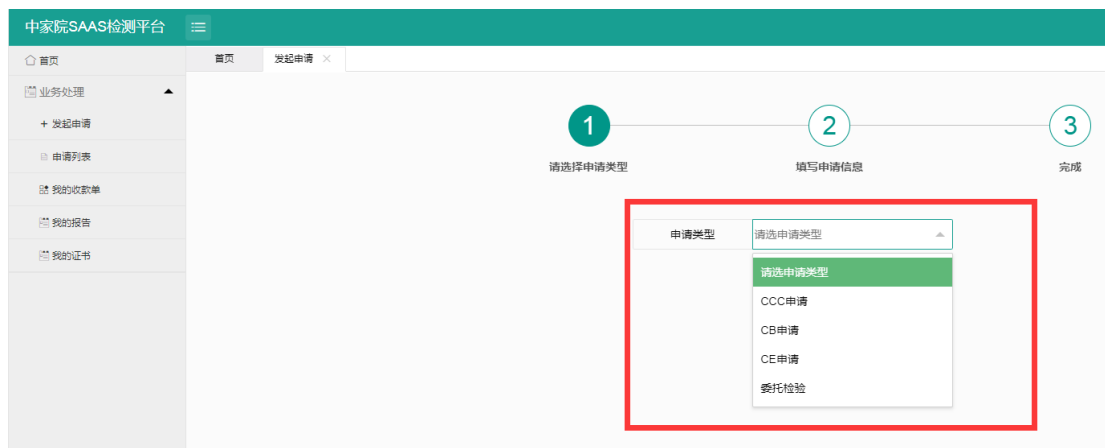 中家院SAAS检测平台
首页
业务处理
+ 发起申请
申请列表
我的收款单
我的报告
我的证书
首页 发起申请 ×
1 2 3
请选择申请类型 填写申请信息 完成
申请类型 请选申请类型
请选申请类型
CCC申请
CB申请
CE申请
委托检验